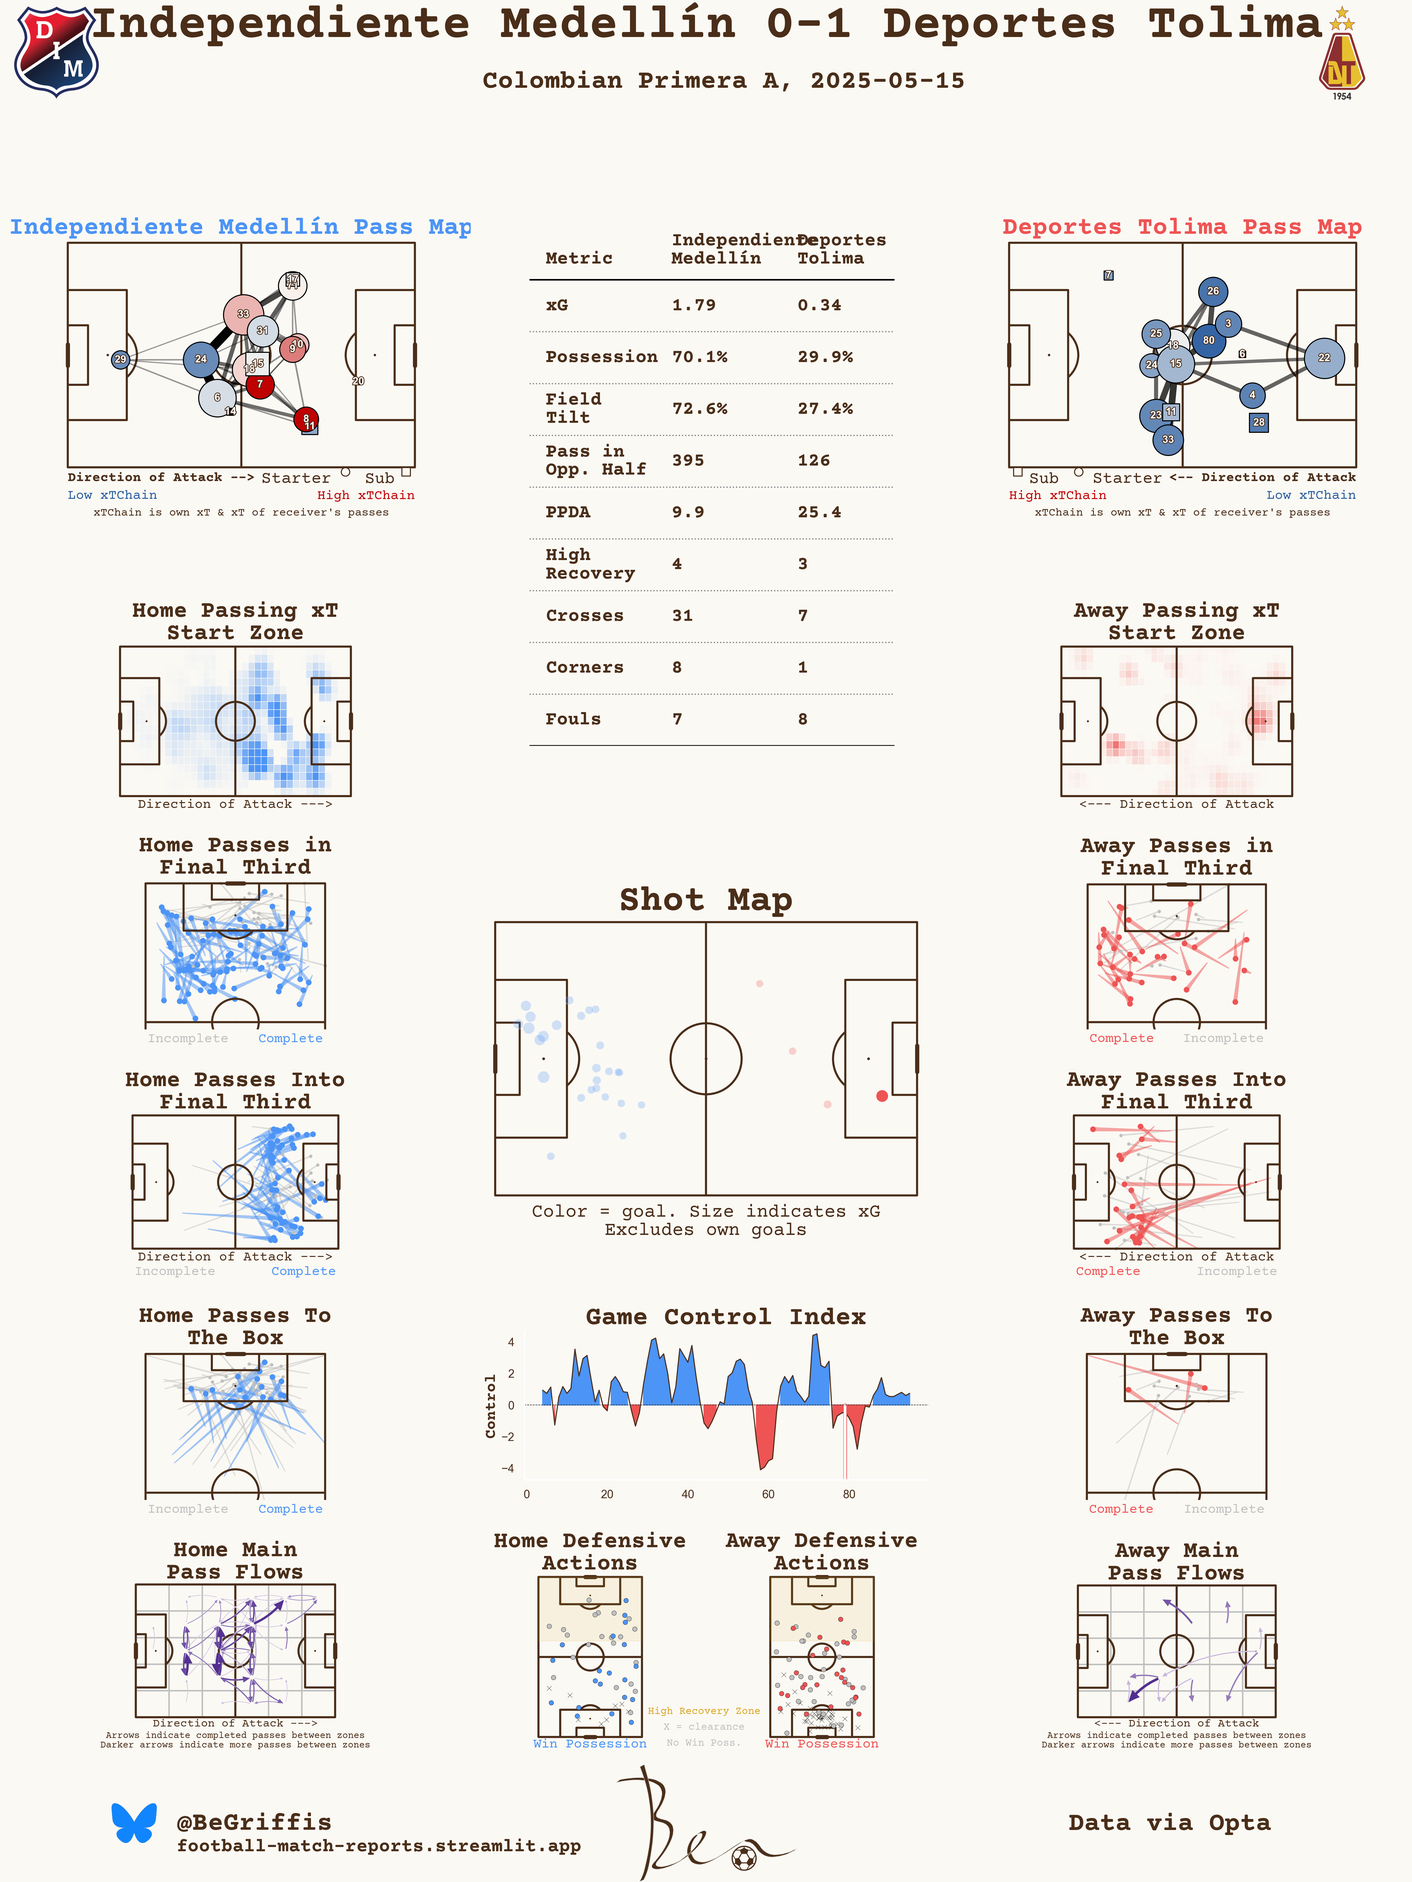 Independiente Medellín 0-1 Deportes Tolima
Colombian Primera A, 2025-05-15
D
I
M
DT
1954
Independiente Medellín Pass Map
29
24
6
33
31
15
7
9
8
11
14
20
Direction of Attack --> Starter Sub
Low xTChain High xTChain
xTChain is own xT & xT of receiver's passes
Metric Independiente Medellín Deportes Tolima
xG 1.79 0.34
Possession 70.1% 29.9%
Field Tilt 72.6% 27.4%
Pass in Opp. Half 395 126
PPDA 9.9 25.4
High Recovery 4 3
Crosses 31 7
Corners 8 1
Fouls 7 8
Deportes Tolima Pass Map
7
26
3
25
80
18
15
24
6
22
4
23
11
28
33
Sub Starter <-- Direction of Attack
High xTChain Low xTChain
xTChain is own xT & xT of receiver's passes
Home Passing xT
Start Zone
Direction of Attack --->
Away Passing xT
Start Zone
<--- Direction of Attack
Home Passes in
Final Third
Incomplete Complete
Away Passes in
Final Third
Complete Incomplete
Shot Map
Color = goal. Size indicates xG
Excludes own goals
Home Passes Into
Final Third
Direction of Attack --->
Incomplete Complete
Away Passes Into
Final Third
<--- Direction of Attack
Complete Incomplete
Home Passes To
The Box
Incomplete Complete
Game Control Index
Control
4
2
0
−2
−4
0 20 40 60 80
Away Passes To
The Box
Complete Incomplete
Home Main
Pass Flows
Direction of Attack --->
Arrows indicate completed passes between zones
Darker arrows indicate more passes between zones
Home Defensive
Actions
Win Possession
Away Defensive
Actions
Win Possession
High Recovery Zone
X = clearance
No Win Poss.
Away Main
Pass Flows
<--- Direction of Attack
Arrows indicate completed passes between zones
Darker arrows indicate more passes between zones
@BeGriffis
football-match-reports.streamlit.app
Ben
Data via Opta